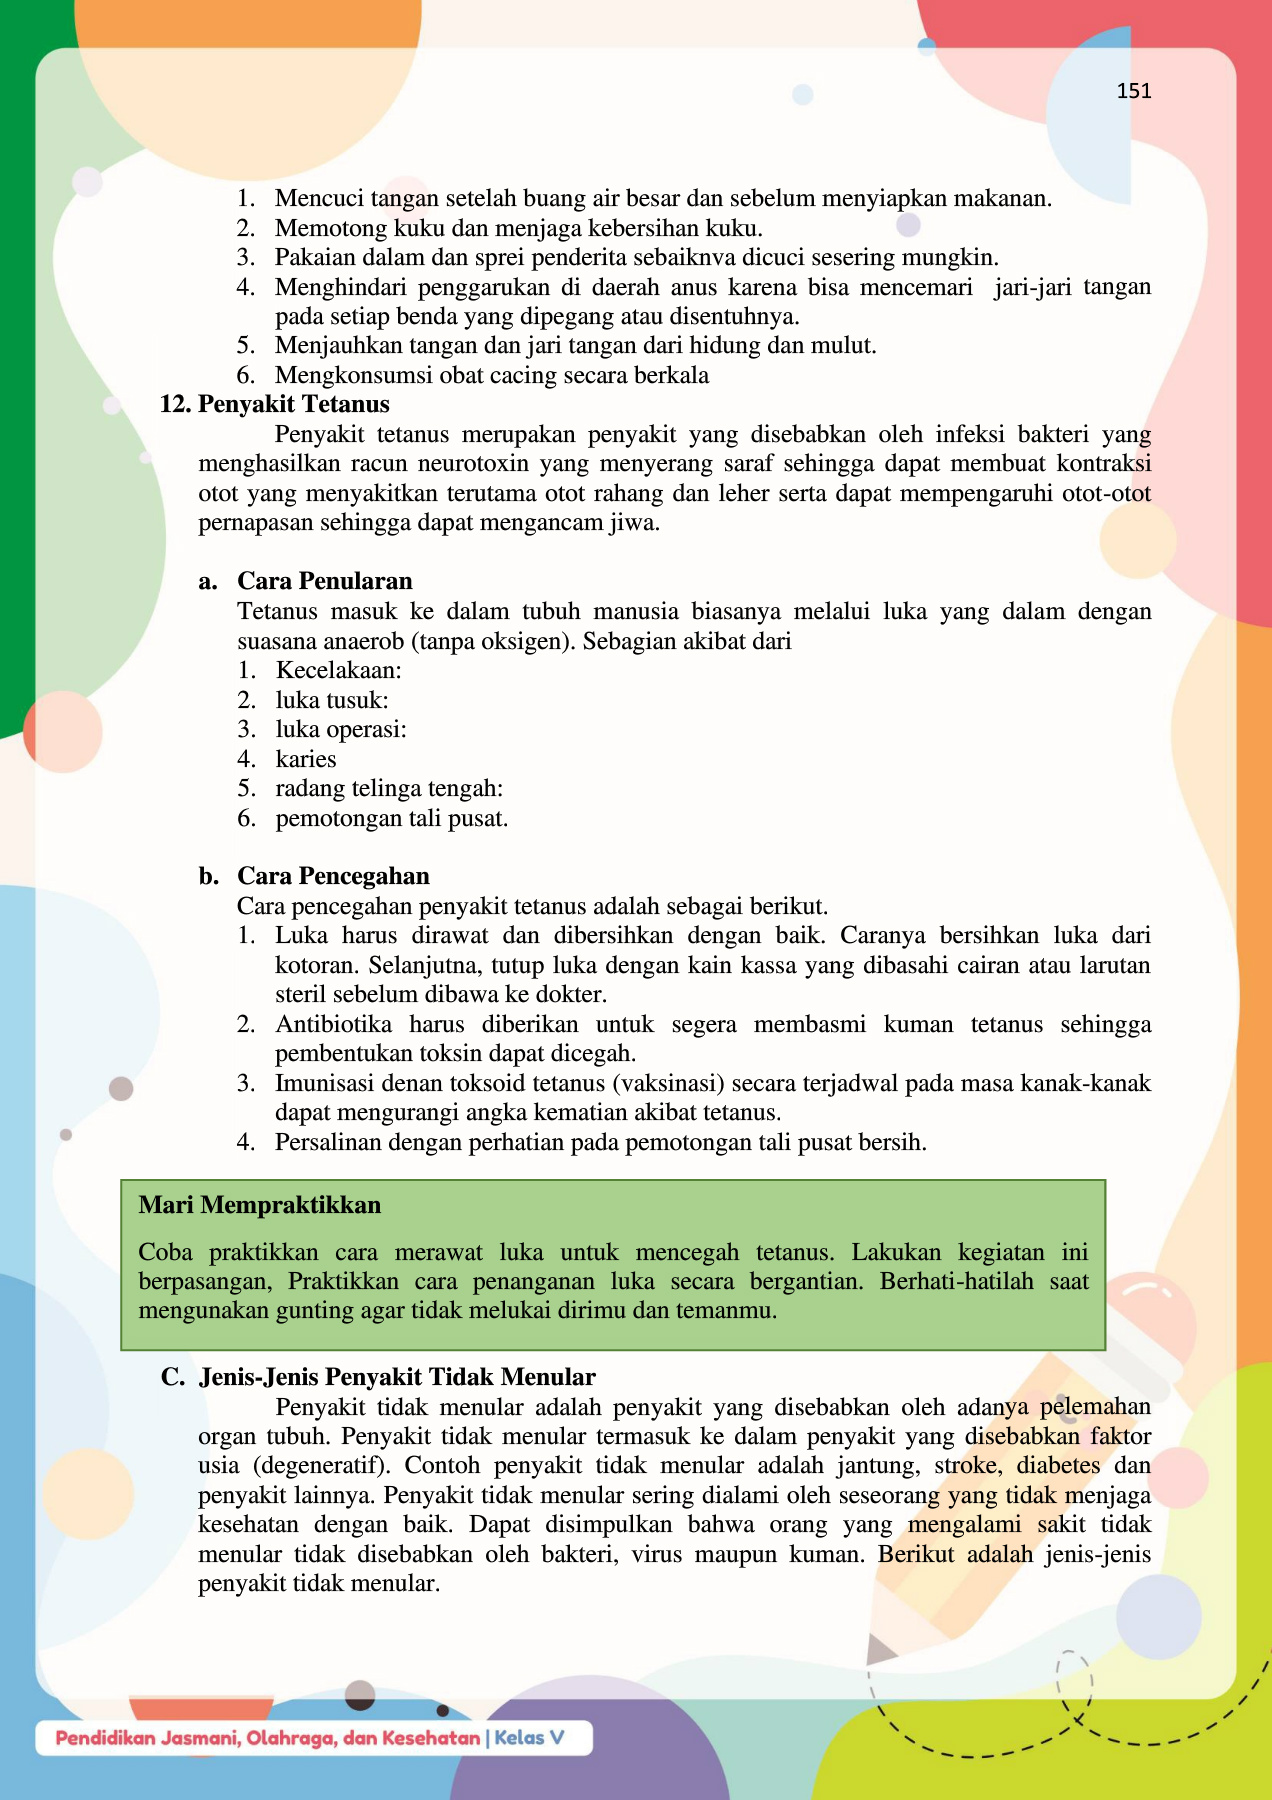 151
1. Mencuci tangan setelah buang air besar dan sebelum menyiapkan makanan.
2. Memotong kuku dan menjaga kebersihan kuku.
3. Pakaian dalam dan sprei penderita sebaiknva dicuci sesering mungkin.
4. Menghindari penggarukan di daerah anus karena bisa mencemari jari-jari tangan
pada setiap benda yang dipegang atau disentuhnya.
5. Menjauhkan tangan dan jari tangan dari hidung dan mulut.
6. Mengkonsumsi obat cacing secara berkala
12. Penyakit Tetanus
Penyakit tetanus merupakan penyakit yang disebabkan oleh infeksi bakteri yang
menghasilkan racun neurotoxin yang menyerang saraf sehingga dapat membuat kontraksi
otot yang menyakitkan terutama otot rahang dan leher serta dapat mempengaruhi otot-otot
pernapasan sehingga dapat mengancam jiwa.
a. Cara Penularan
Tetanus masuk ke dalam tubuh manusia biasanya melalui luka yang dalam dengan
suasana anaerob (tanpa oksigen). Sebagian akibat dari
1. Kecelakaan:
2. luka tusuk:
3. luka operasi:
4. karies
5. radang telinga tengah:
6. pemotongan tali pusat.
b. Cara Pencegahan
Cara pencegahan penyakit tetanus adalah sebagai berikut.
1. Luka harus dirawat dan dibersihkan dengan baik. Caranya bersihkan luka dari
kotoran. Selanjutna, tutup luka dengan kain kassa yang dibasahi cairan atau larutan
steril sebelum dibawa ke dokter.
2. Antibiotika harus diberikan untuk segera membasmi kuman tetanus sehingga
pembentukan toksin dapat dicegah.
3. Imunisasi denan toksoid tetanus (vaksinasi) secara terjadwal pada masa kanak-kanak
dapat mengurangi angka kematian akibat tetanus.
4. Persalinan dengan perhatian pada pemotongan tali pusat bersih.
Mari Mempraktikkan
Coba praktikkan cara merawat luka untuk mencegah tetanus. Lakukan kegiatan ini
berpasangan, Praktikkan cara penanganan luka secara bergantian. Berhati-hatilah saat
mengunakan gunting agar tidak melukai dirimu dan temanmu.
C. Jenis-Jenis Penyakit Tidak Menular
Penyakit tidak menular adalah penyakit yang disebabkan oleh adanya pelemahan
organ tubuh. Penyakit tidak menular termasuk ke dalam penyakit yang disebabkan faktor
usia (degeneratif). Contoh penyakit tidak menular adalah jantung, stroke, diabetes dan
penyakit lainnya. Penyakit tidak menular sering dialami oleh seseorang yang tidak menjaga
kesehatan dengan baik. Dapat disimpulkan bahwa orang yang mengalami sakit tidak
menular tidak disebabkan oleh bakteri, virus maupun kuman. Berikut adalah jenis-jenis
penyakit tidak menular.
Pendidikan Jasmani, Olahraga, dan Kesehatan | Kelas V